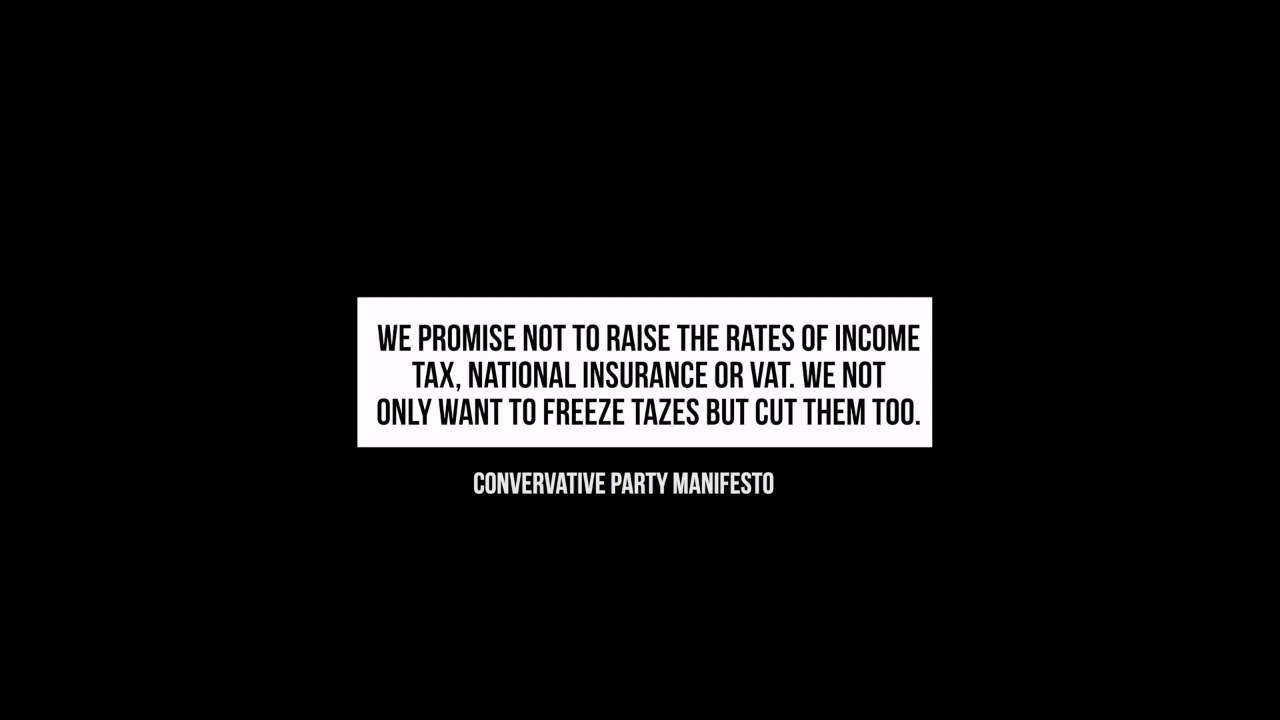 WE PROMISE NOT TO RAISE THE RATES OF INCOME
TAX, NATIONAL INSURANCE OR VAT. WE NOT
ONLY WANT TO FREEZE TAZES BUT CUT THEM TOO.
CONVERVATIVE PARTY MANIFESTO